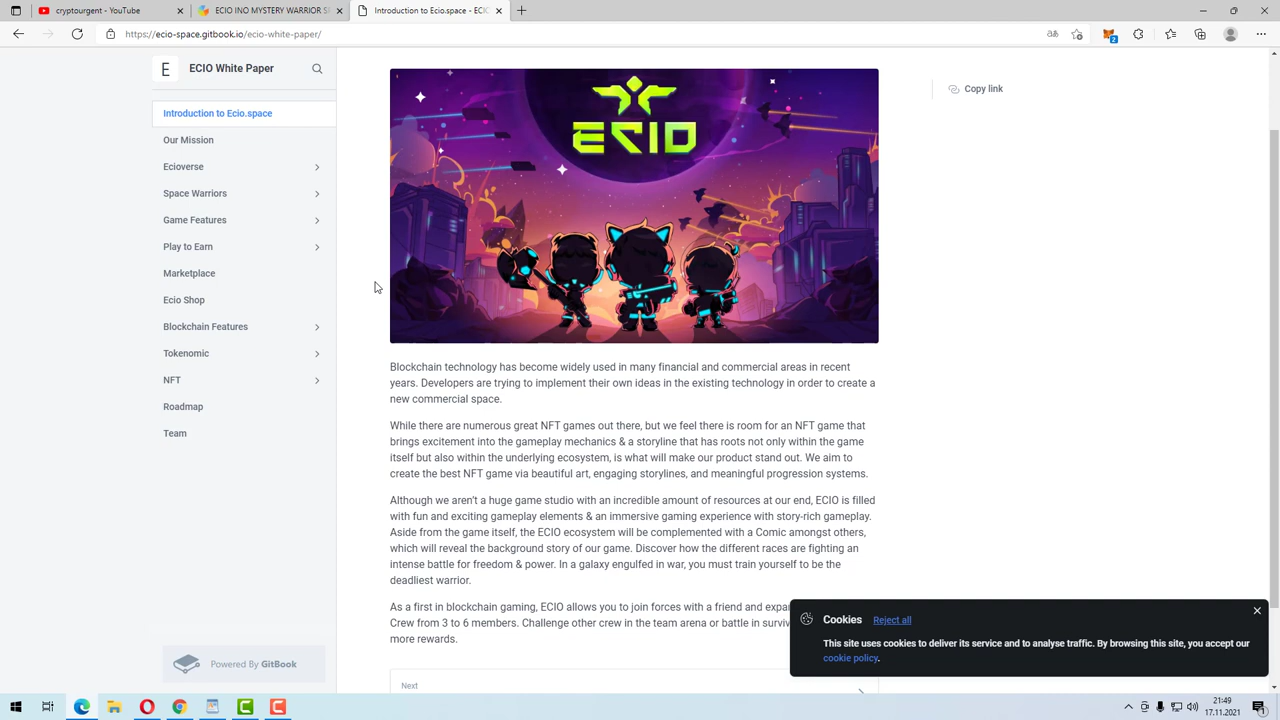 cryptourgent - YouTube
ECIO INO MYSTERY WARRIOR S
Introduction to Ecio.space - ECIO
https://ecio-space.gitbook.io/ecio-white-paper/
2
E
ECIO White Paper
Introduction to Ecio.space
Our Mission
Ecioverse
Space Warriors
Game Features
Play to Earn
Marketplace
Ecio Shop
Blockchain Features
Tokenomic
NFT
Roadmap
Team
Powered By GitBook
ECIO
Copy link
Blockchain technology has become widely used in many financial and commercial areas in recent
years. Developers are trying to implement their own ideas in the existing technology in order to create a
new commercial space.
While there are numerous great NFT games out there, but we feel there is room for an NFT game that
brings excitement into the gameplay mechanics & a storyline that has roots not only within the game
itself but also within the underlying ecosystem, is what will make our product stand out. We aim to
create the best NFT game via beautiful art, engaging storylines, and meaningful progression systems.
Although we aren't a huge game studio with an incredible amount of resources at our end, ECIO is filled
with fun and exciting gameplay elements & an immersive gaming experience with story-rich gameplay.
Aside from the game itself, the ECIO ecosystem will be complemented with a Comic amongst others,
which will reveal the background story of our game. Discover how the different races are fighting an
intense battle for freedom & power. In a galaxy engulfed in war, you must train yourself to be the
deadliest warrior.
As a first in blockchain gaming, ECIO allows you to join forces with a friend and expa
Crew from 3 to 6 members. Challenge other crew in the team arena or battle in surviv
more rewards.
Next
Cookies
Reject all
This site uses cookies to deliver its service and to analyse traffic. By browsing this site, you accept our
cookie policy.
21:49
17.11.2021
1